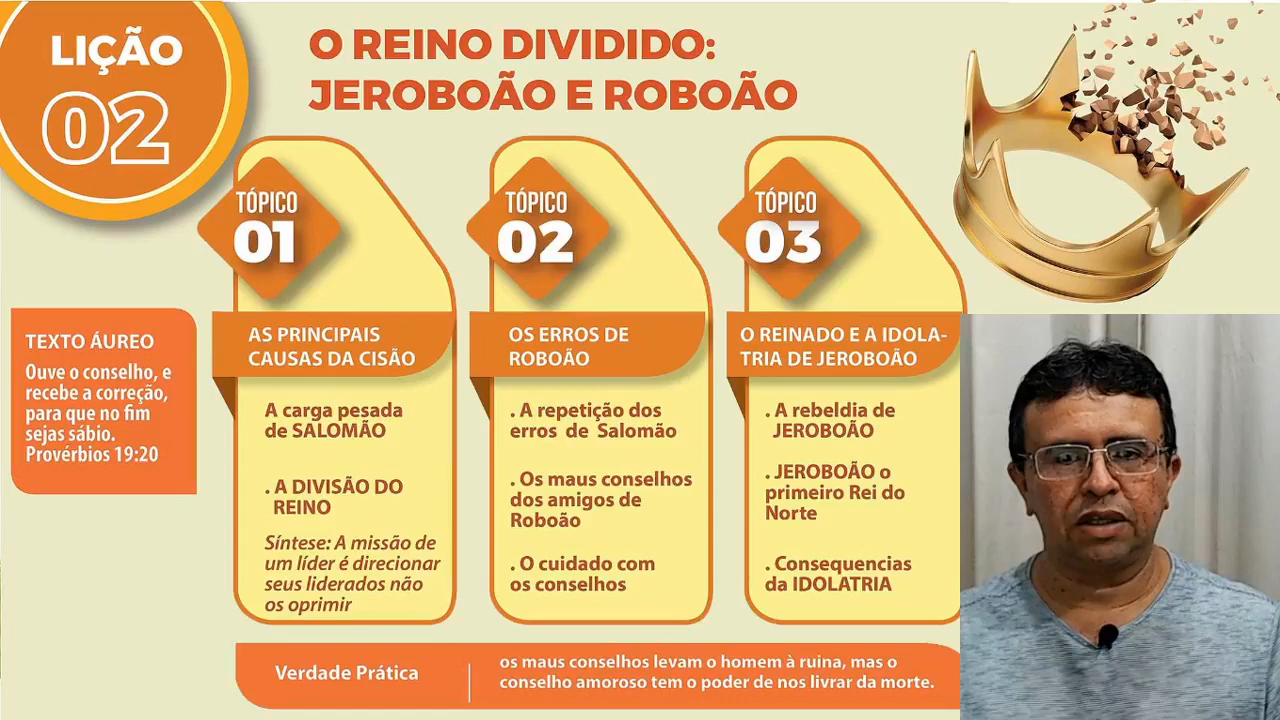 LIÇÃO
02
O REINO DIVIDIDO:
JEROBOÃO E ROBOÃO
TEXTO ÁUREO
Ouve o conselho, e
recebe a correção,
para que no fim
sejas sábio.
Provérbios 19:20
TÓPICO
01
AS PRINCIPAIS
CAUSAS DA CISÃO
A carga pesada
de SALOMÃO
. A DIVISÃO DO
REINO
Síntese: A missão de
um líder é direcionar
seus liderados não
os oprimir
TÓPICO
02
OS ERROS DE
ROBOÃO
. A repetição dos
erros de Salomão
. Os maus conselhos
dos amigos de
Roboão
. O cuidado com
os conselhos
TÓPICO
03
O REINADO E A IDOLA-
TRIA DE JEROBOÃO
. A rebeldia de
JEROBOÃO
. JEROBOÃO o
primeiro Rei do
Norte
. Consequencias
da IDOLATRIA
Verdade Prática
os maus conselhos levam o homem à ruina, mas o
conselho amoroso tem o poder de nos livrar da morte.